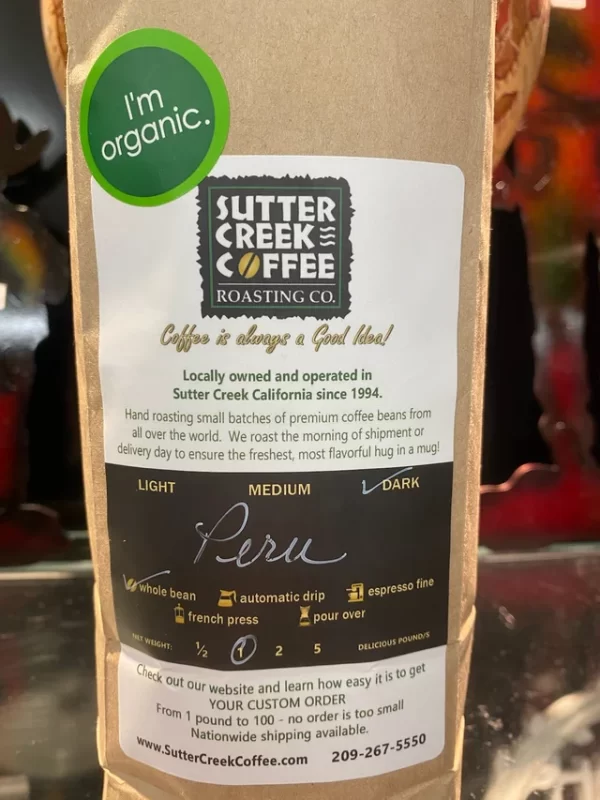 I'm
organic.
SUTTER
CREEK
COFFEE
ROASTING CO.
Coffee is always a Good Idea!
Locally owned and operated in
Sutter Creek California since 1994.
Hand roasting small batches of premium coffee beans from
all over the world. We roast the morning of shipment or
delivery day to ensure the freshest, most flavorful hug in a mug!
LIGHT MEDIUM DARK
Peru
whole bean automatic drip espresso fine
french press pour over
NET WEIGHT: ½ 1 2 5 DELICIOUS POUND/S
Check out our website and learn how easy it is to get
YOUR CUSTOM ORDER
From 1 pound to 100 - no order is too small
Nationwide shipping available.
www.SutterCreekCoffee.com 209-267-5550